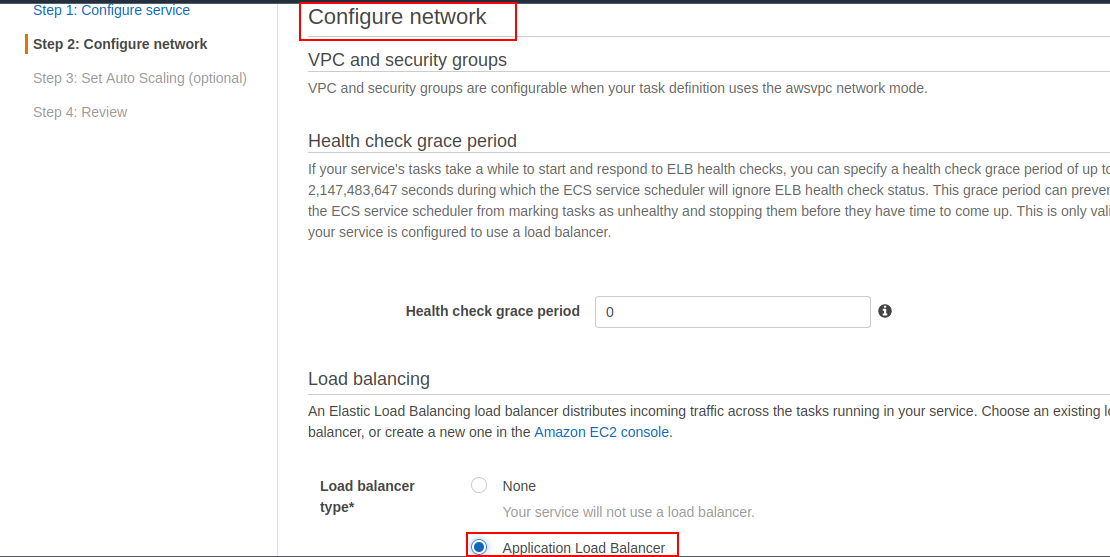 Step 1: Configure service
Step 2: Configure network
Step 3: Set Auto Scaling (optional)
Step 4: Review
Configure network
VPC and security groups
VPC and security groups are configurable when your task definition uses the awsvpc network mode.
Health check grace period
If your service's tasks take a while to start and respond to ELB health checks, you can specify a health check grace period of up to
2,147,483,647 seconds during which the ECS service scheduler will ignore ELB health check status. This grace period can
the ECS service scheduler from marking tasks as unhealthy and stopping them before they have time to come up. This is only
your service is configured to use a load balancer.
Health check grace period 0
Load balancing
An Elastic Load Balancing load balancer distributes incoming traffic across the tasks running in your service. Choose an existing
balancer, or create a new one in the Amazon EC2 console.
Load balancer
type*
None
Your service will not use a load balancer.
Application Load Balancer